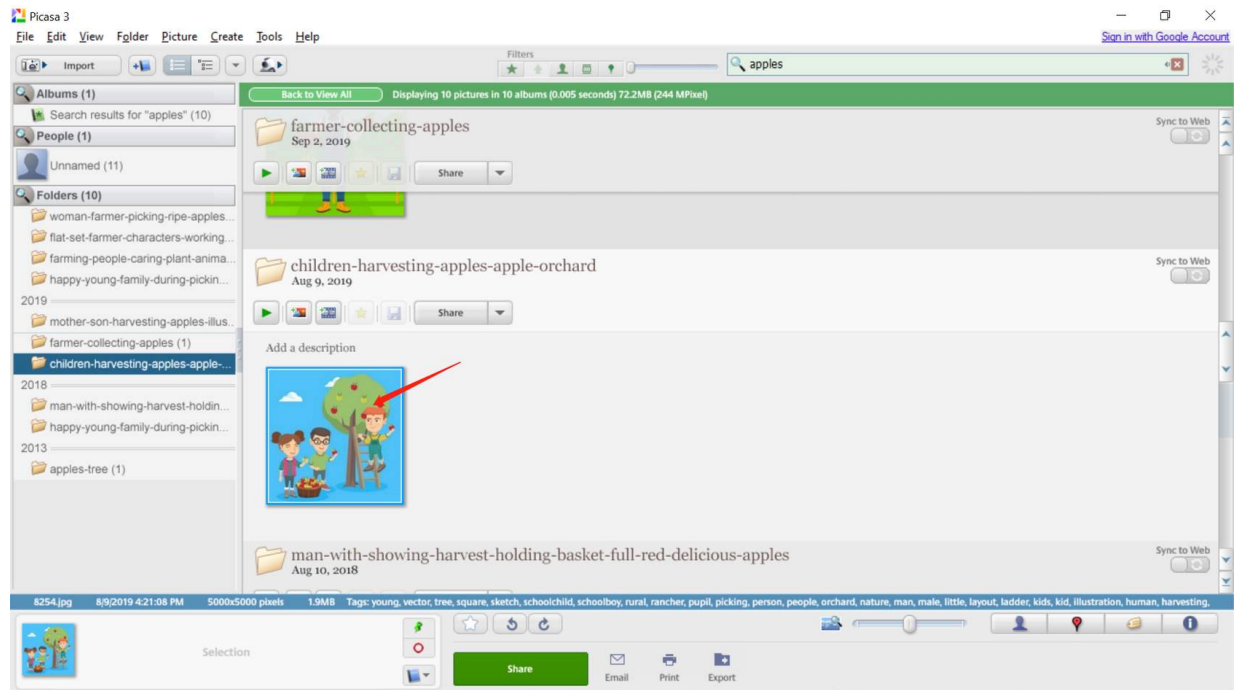 Picasa 3
File Edit View Folder Picture Create Tools Help
Sign in with Google Account
Import
Filters
apples
Albums (1)
Back to View All
Displaying 10 pictures in 10 albums (0.005 seconds) 72.2MB (244 MPixel)
Search results for "apples" (10)
People (1)
Unnamed (11)
Folders (10)
woman-farmer-picking-ripe-apples...
flat-set-farmer-characters-working...
farming-people-caring-plant-anima...
happy-young-family-during-pickin...
2019
mother-son-harvesting-apples-illus...
farmer-collecting-apples (1)
children-harvesting-apples-apple-...
2018
man-with-showing-harvest-holdin...
happy-young-family-during-pickin...
2013
apples-tree (1)
farmer-collecting-apples
Sep 2, 2019
Sync to Web
Share
children-harvesting-apples-apple-orchard
Aug 9, 2019
Sync to Web
Share
Add a description
man-with-showing-harvest-holding-basket-full-red-delicious-apples
Aug 10, 2018
Sync to Web
8254.jpg 8/9/2019 4:21:08 PM 5000x5000 pixels 1.9MB Tags: young, vector, tree, square, sketch, schoolchild, schoolboy, rural, rancher, pupil, picking, person, people, orchard, nature, man, male, little, layout, ladder, kids, kid, illustration, human, harvesting,
Selection
Share
Email
Print
Export